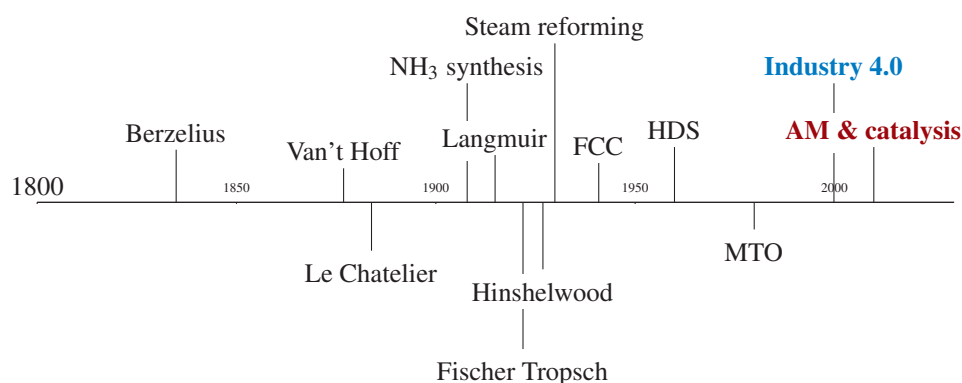 Steam reforming
NH₃ synthesis
Industry 4.0
Berzelius
Van't Hoff
Langmuir
FCC
HDS
AM & catalysis
1800
1850
1900
1950
2000
Le Chatelier
Hinshelwood
MTO
Fischer Tropsch